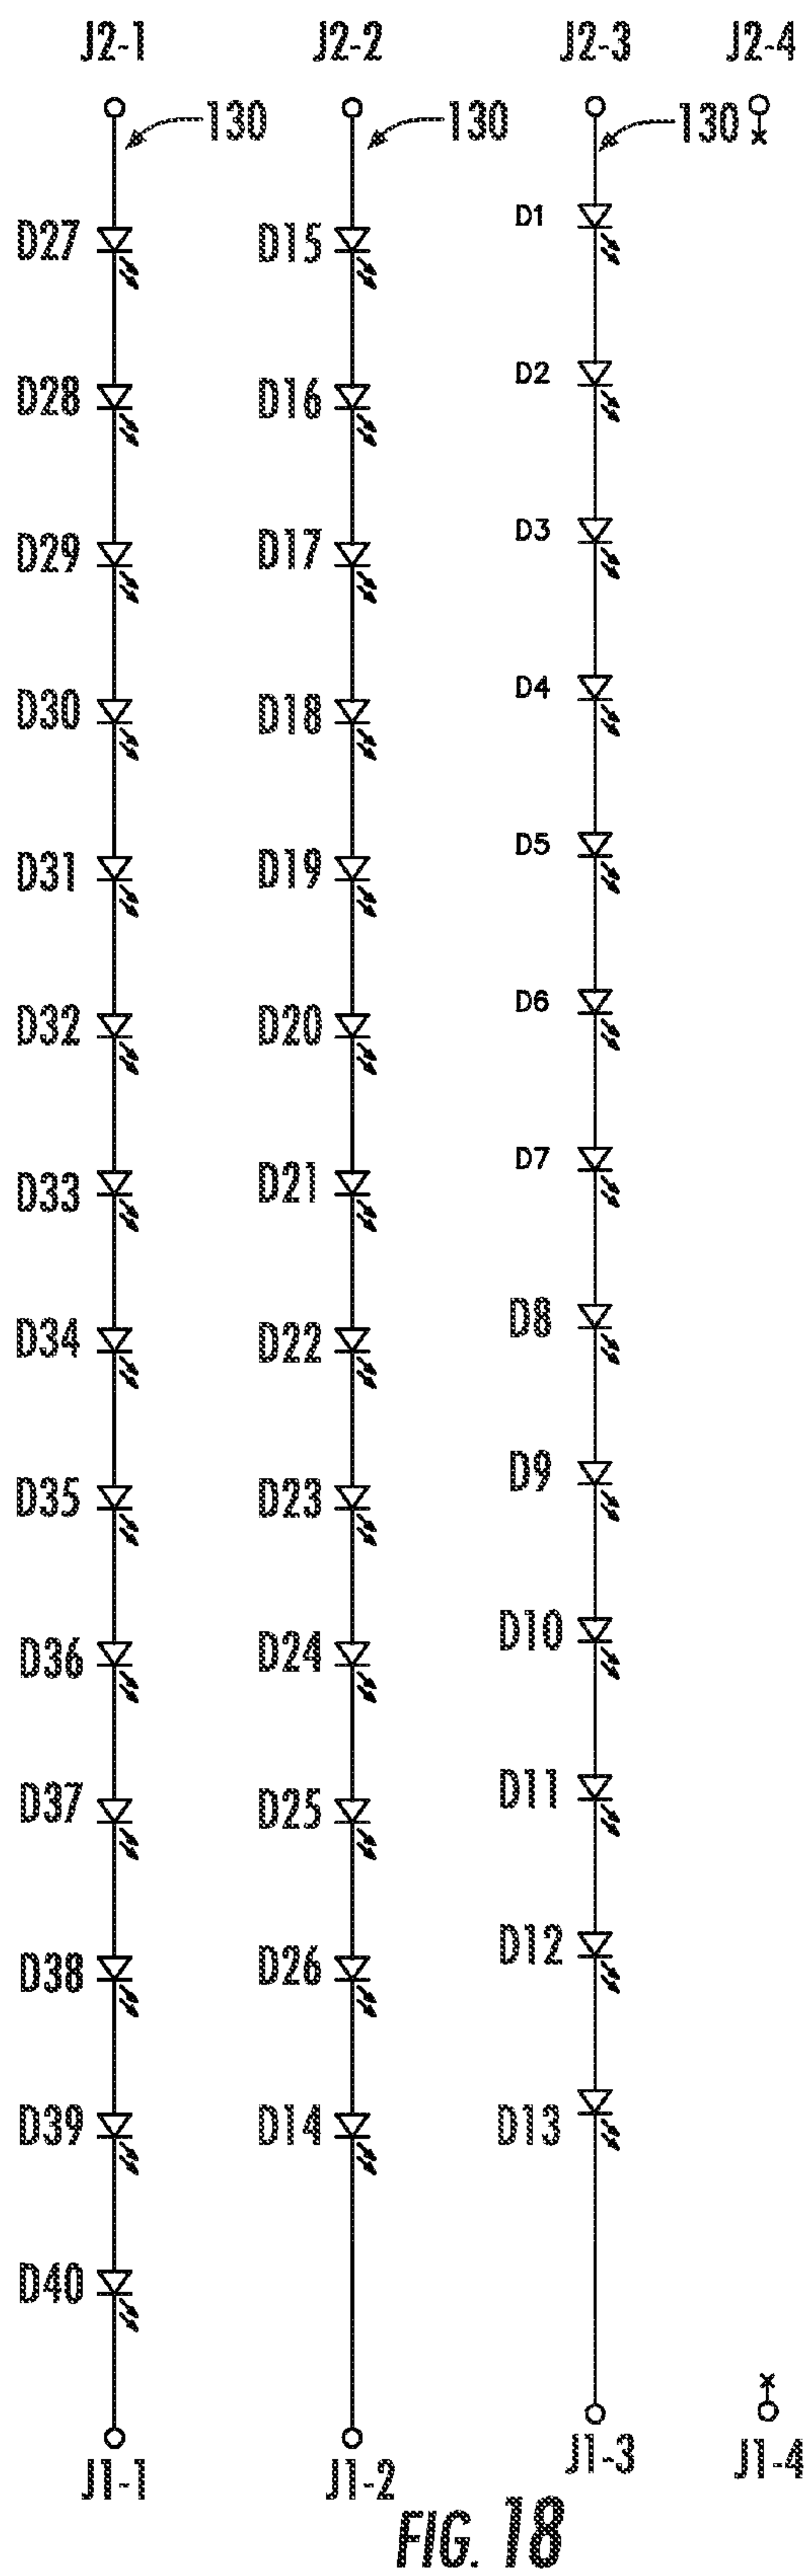 J2-1 J2-2 J2-3 J2-4
130 130 130
D27 D15 D1
D28 D16 D2
D29 D17 D3
D30 D18 D4
D31 D19 D5
D32 D20 D6
D33 D21 D7
D34 D22 D8
D35 D23 D9
D36 D24 D10
D37 D25 D11
D38 D26 D12
D39 D14 D13
D40
J1-1 J1-2 J1-3 J1-4
FIG. 18